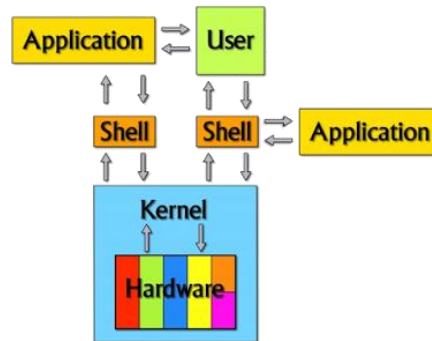 Application
User
Shell
Shell
Application
Kernel
Hardware